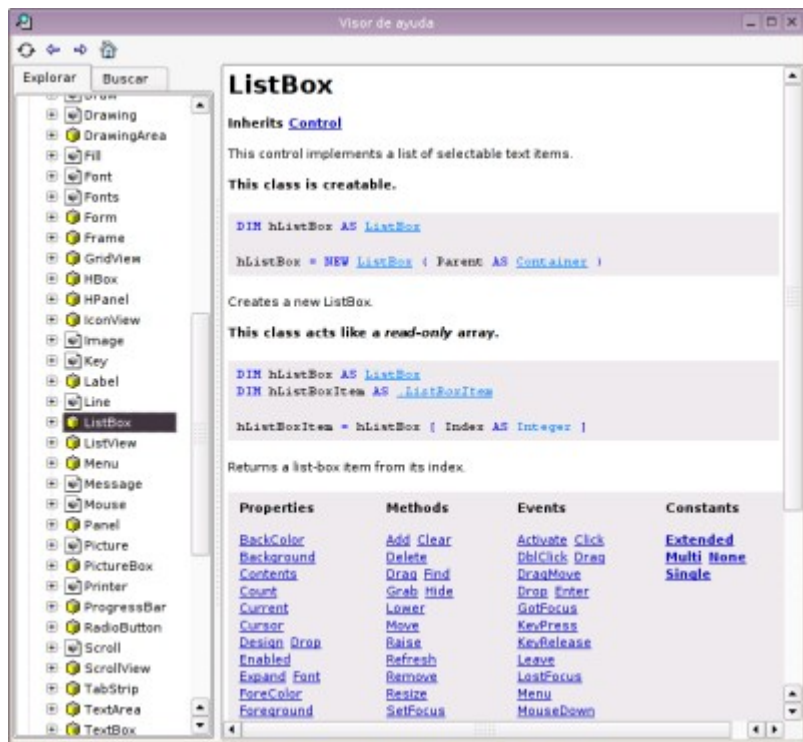 Visor de ayuda
Explorar
Buscar
Draw
Drawing
DrawingArea
Fill
Font
Fonts
Form
Frame
GridView
HBox
HPanel
IconView
Image
Key
Label
Line
ListBox
ListView
Menu
Message
Mouse
Panel
Picture
PictureBox
Printer
ProgressBar
RadioButton
Scroll
ScrollView
TabStrip
TextArea
TextBox
ListBox
Inherits Control
This control implements a list of selectable text items.
This class is creatable.
DIM hListBox AS ListBox
hListBox = NEW ListBox ( Parent AS Container )
Creates a new ListBox.
This class acts like a read-only array.
DIM hListBox AS ListBox
DIM hListBoxItem AS .ListBoxItem
hListBoxItem = hListBox [ Index AS Integer ]
Returns a list-box item from its index.
Properties Methods Events Constants
BackColor Add Clear Activate Click Extended
Background Delete DblClick Drag Multi None
Contents Drag Find DragMove Single
Count Grab Hide Drop Enter
Current Lower GotFocus
Cursor Move KeyPress
Design Drop Raise KeyRelease
Enabled Refresh Leave
Expand Font Remove LostFocus
ForeColor Resize Menu
Foreground SetFocus MouseDown